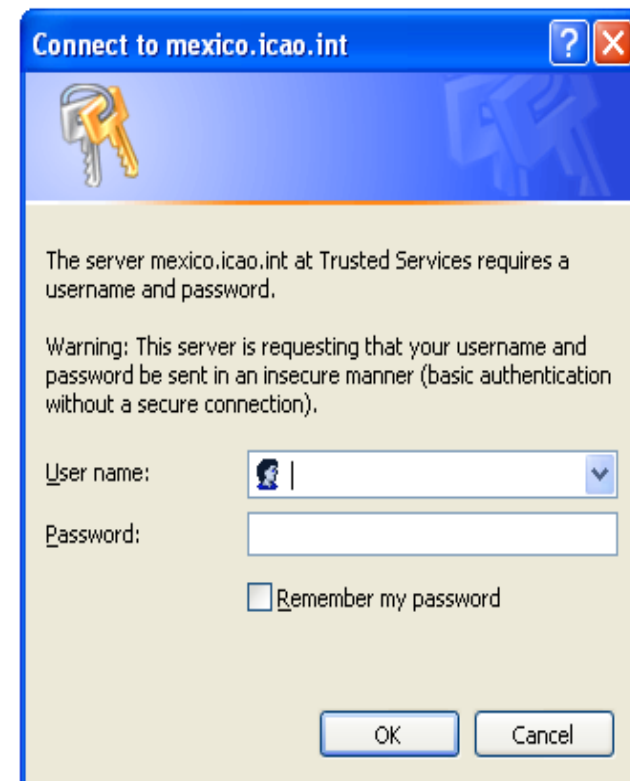 Connect to mexico.icao.int
The server mexico.icao.int at Trusted Services requires a
username and password.
Warning: This server is requesting that your username and
password be sent in an insecure manner (basic authentication
without a secure connection).
User name:
Password:
Remember my password
OK
Cancel